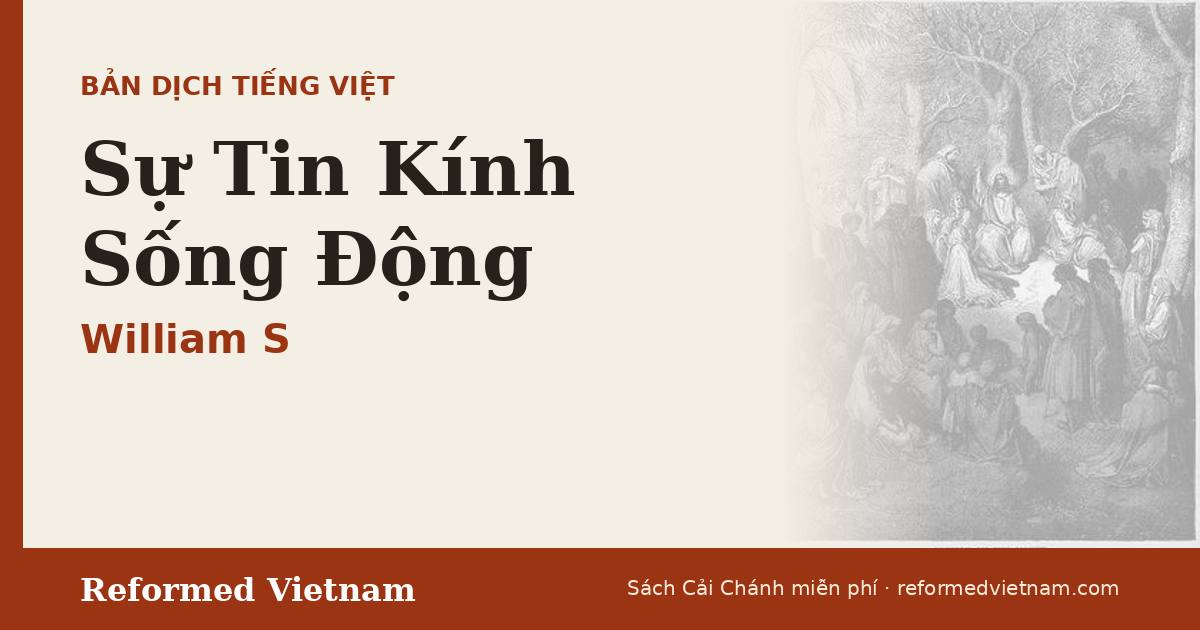 BẢN DỊCH TIẾNG VIỆT
Sự Tin Kính
Sống Động
William S
Reformed Vietnam
Sách Cải Chánh miễn phí · reformedvietnam.com